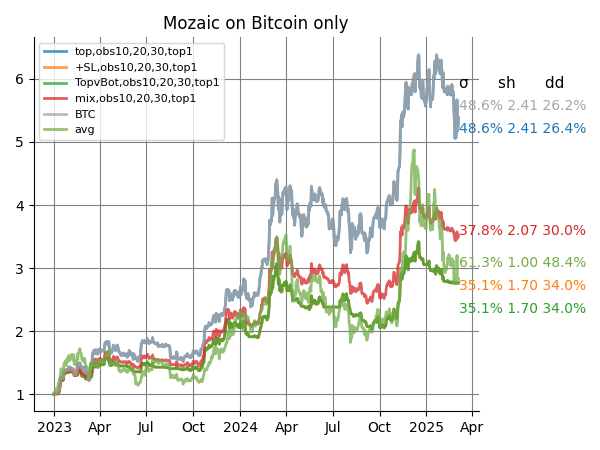 Mozaic on Bitcoin only
top,obs10,20,30,top1
+SL,obs10,20,30,top1
TopvBot,obs10,20,30,top1
mix,obs10,20,30,top1
BTC
avg
σ sh dd
48.6% 2.41 26.2%
48.6% 2.41 26.4%
37.8% 2.07 30.0%
61.3% 1.00 48.4%
35.1% 1.70 34.0%
35.1% 1.70 34.0%
6
5
4
3
2
1
2023 Apr Jul Oct 2024 Apr Jul Oct 2025 Apr